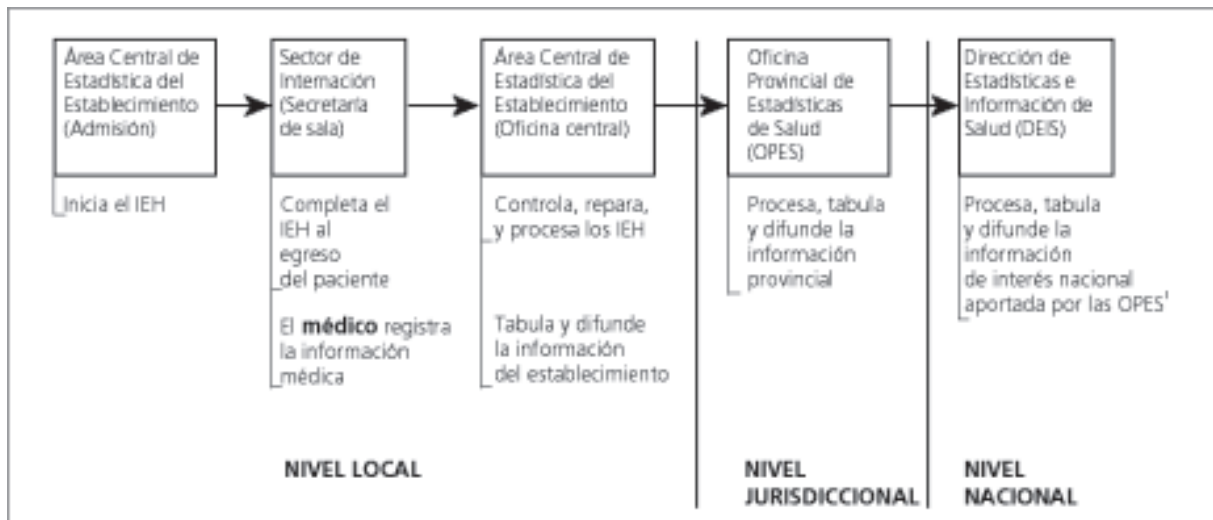 Área Central de
Estadística del
Establecimiento
(Admisión)
Inicia el IEH
Sector de
Internación
(Secretaría
de sala)
Completa el
IEH al
egreso
del paciente
El médico registra
la información
médica
Área Central de
Estadística del
Establecimiento
(Oficina central)
Controla, repara,
y procesa los IEH
Tabula y difunde
la información
del establecimiento
NIVEL LOCAL
Oficina
Provincial de
Estadísticas
de Salud
(OPES)
Procesa, tabula
y difunde la
información
provincial
NIVEL
JURISDICCIONAL
Dirección de
Estadísticas e
Información de
Salud (DEIS)
Procesa, tabula
y difunde la
información
de interés nacional
aportada por las OPES¹
NIVEL
NACIONAL